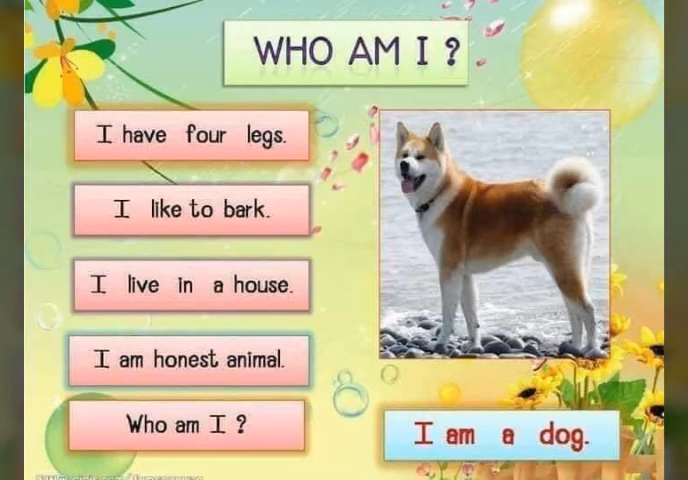 WHO AM I ?
I have four legs.
I like to bark.
I live in a house.
I am honest animal.
Who am I ?
I am a dog.